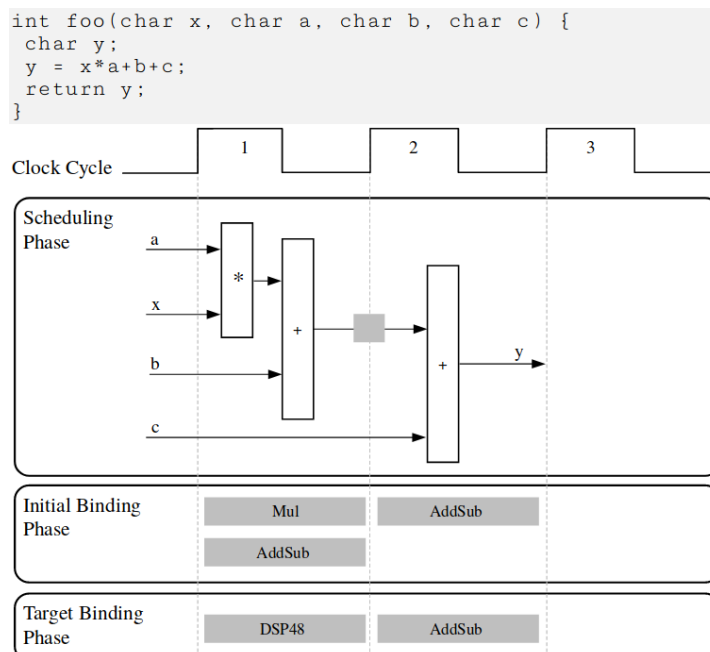 int foo(char x, char a, char b, char c) {
char y;
y = x*a+b+c;
return y;
}
Clock Cycle 1 2 3
Scheduling
Phase
a
*
x
+
b
+
y
c
Initial Binding
Phase
Mul AddSub
AddSub
Target Binding
Phase
DSP48 AddSub